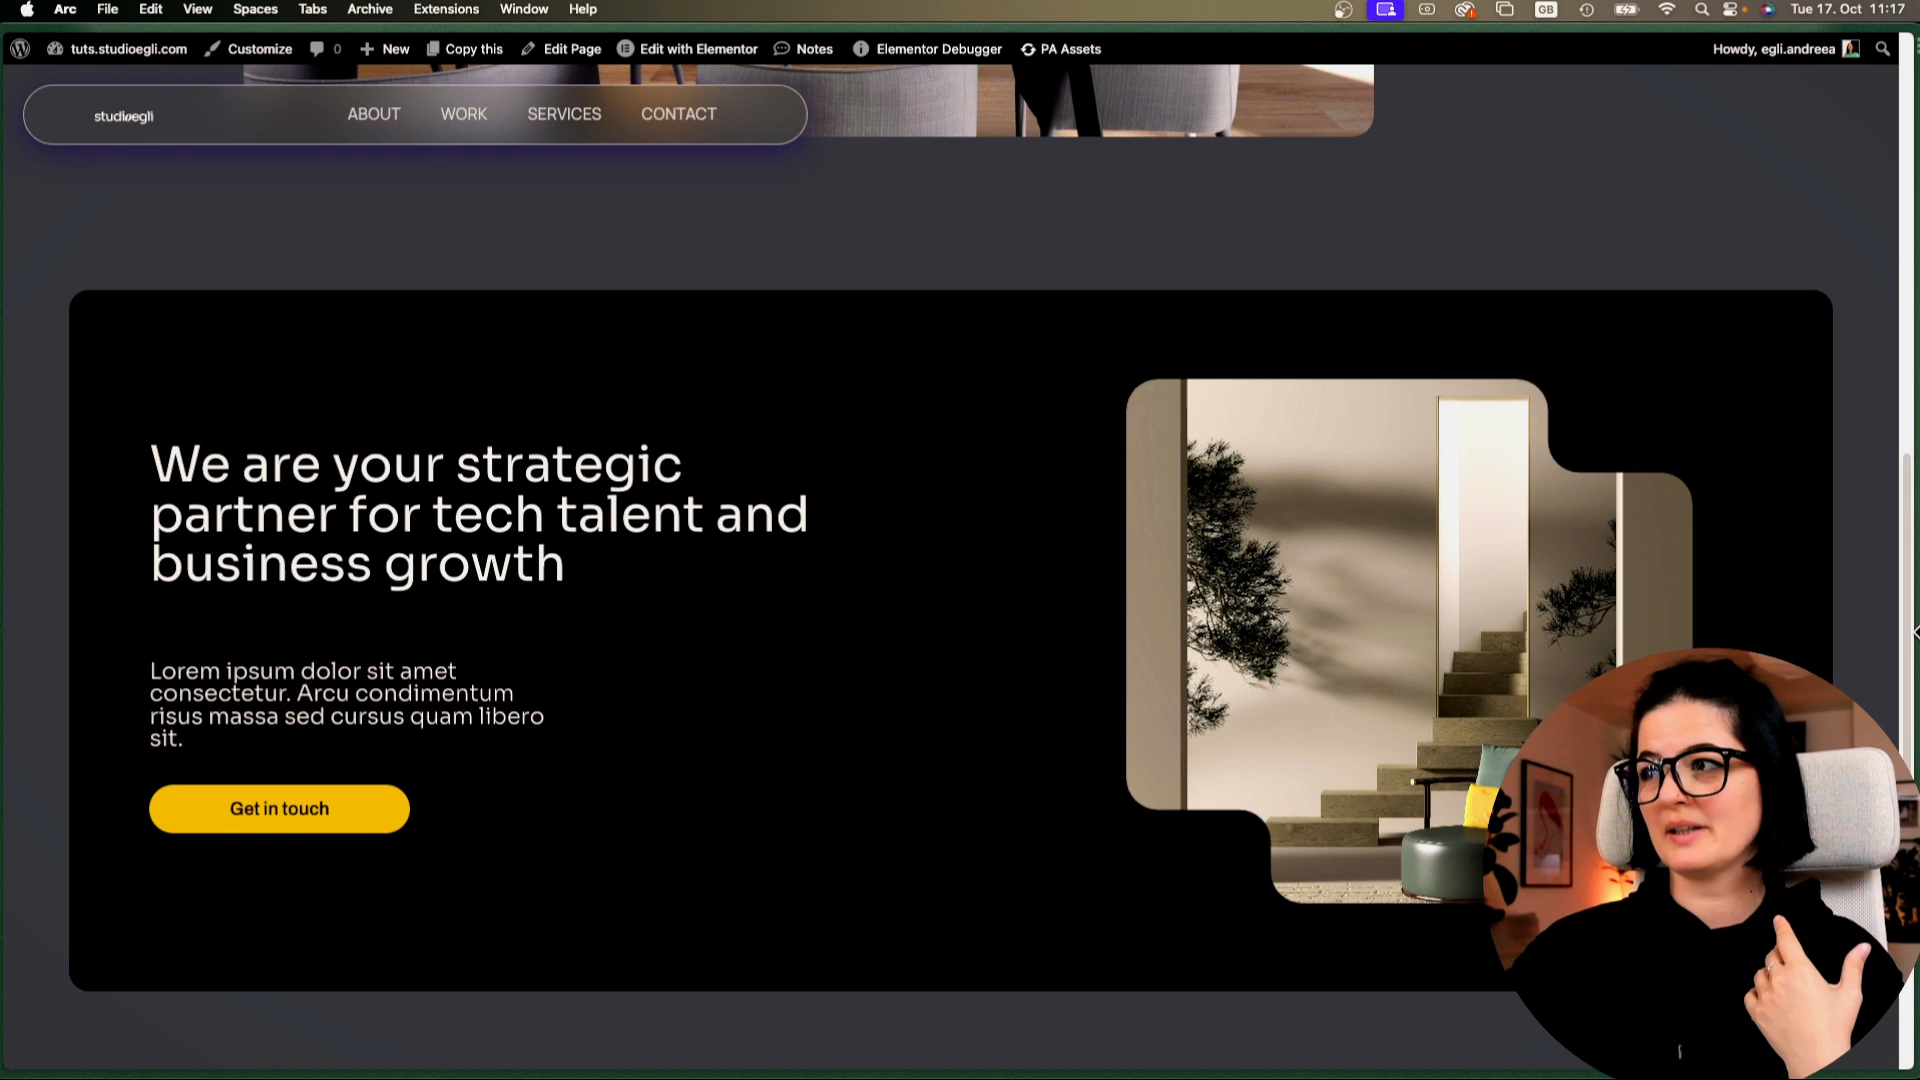 Arc File Edit View Spaces Tabs Archive Extensions Window Help GB Tue 17. Oct 11:17
tuts.studioegli.com Customize 0 New Copy this Edit Page Edit with Elementor Notes Elementor Debugger PA Assets Howdy, egli.andreea
studioegli ABOUT WORK SERVICES CONTACT
We are your strategic
partner for tech talent and
business growth
Lorem ipsum dolor sit amet
consectetur. Arcu condimentum
risus massa sed cursus quam libero
sit.
Get in touch